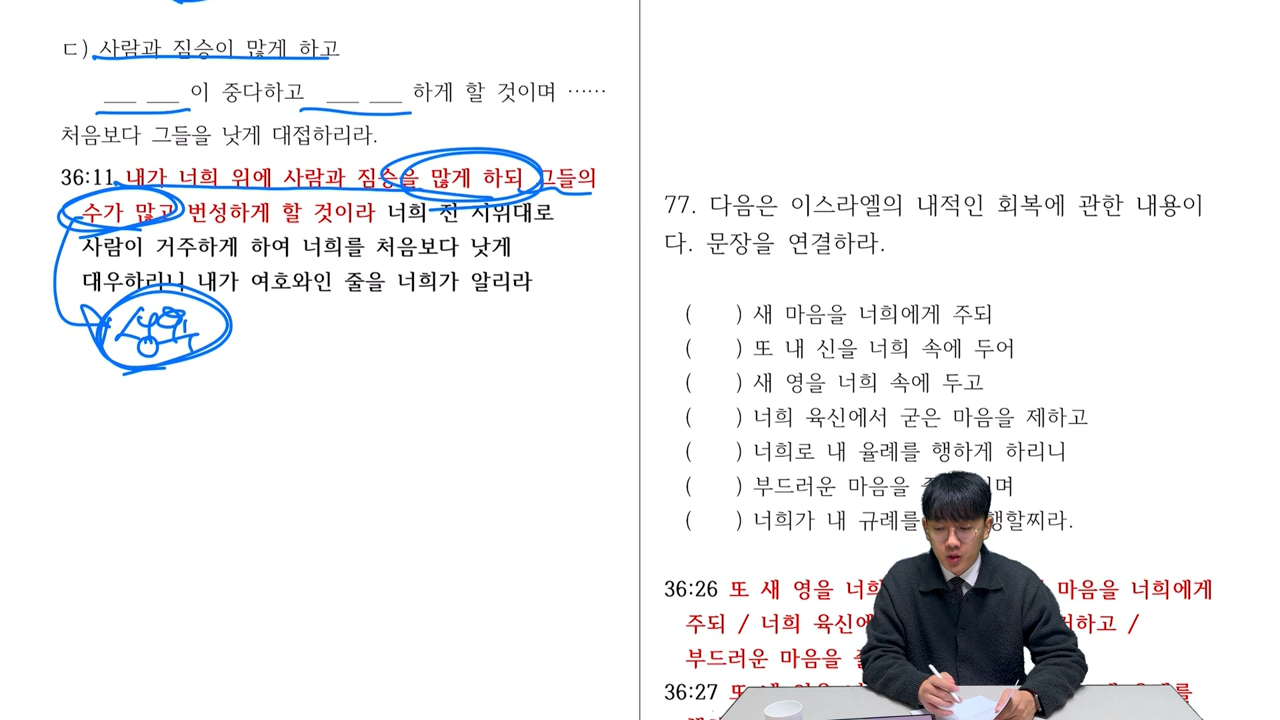 ㄷ) 사람과 짐승이 많게 하고
___ ___ 이 중다하고 ___ ___ 하게 할 것이며 ……
처음보다 그들을 낫게 대접하리라.
36:11 내가 너희 위에 사람과 짐승을 많게 하되 그들의
수가 많고 번성하게 할 것이라 너희 전 지위대로
사람이 거주하게 하여 너희를 처음보다 낫게
대우하리니 내가 여호와인 줄을 너희가 알리라
77. 다음은 이스라엘의 내적인 회복에 관한 내용이
다. 문장을 연결하라.
( ) 새 마음을 너희에게 주되
( ) 또 내 신을 너희 속에 두어
( ) 새 영을 너희 속에 두고
( ) 너희 육신에서 굳은 마음을 제하고
( ) 너희로 내 율례를 행하게 하리니
( ) 부드러운 마음을
( ) 너희가 내 규례를 행할찌라.
36:26 또 새 영을 마음을 너희에게
주되 / 너희 /
부드러운 마음을
36:27 또